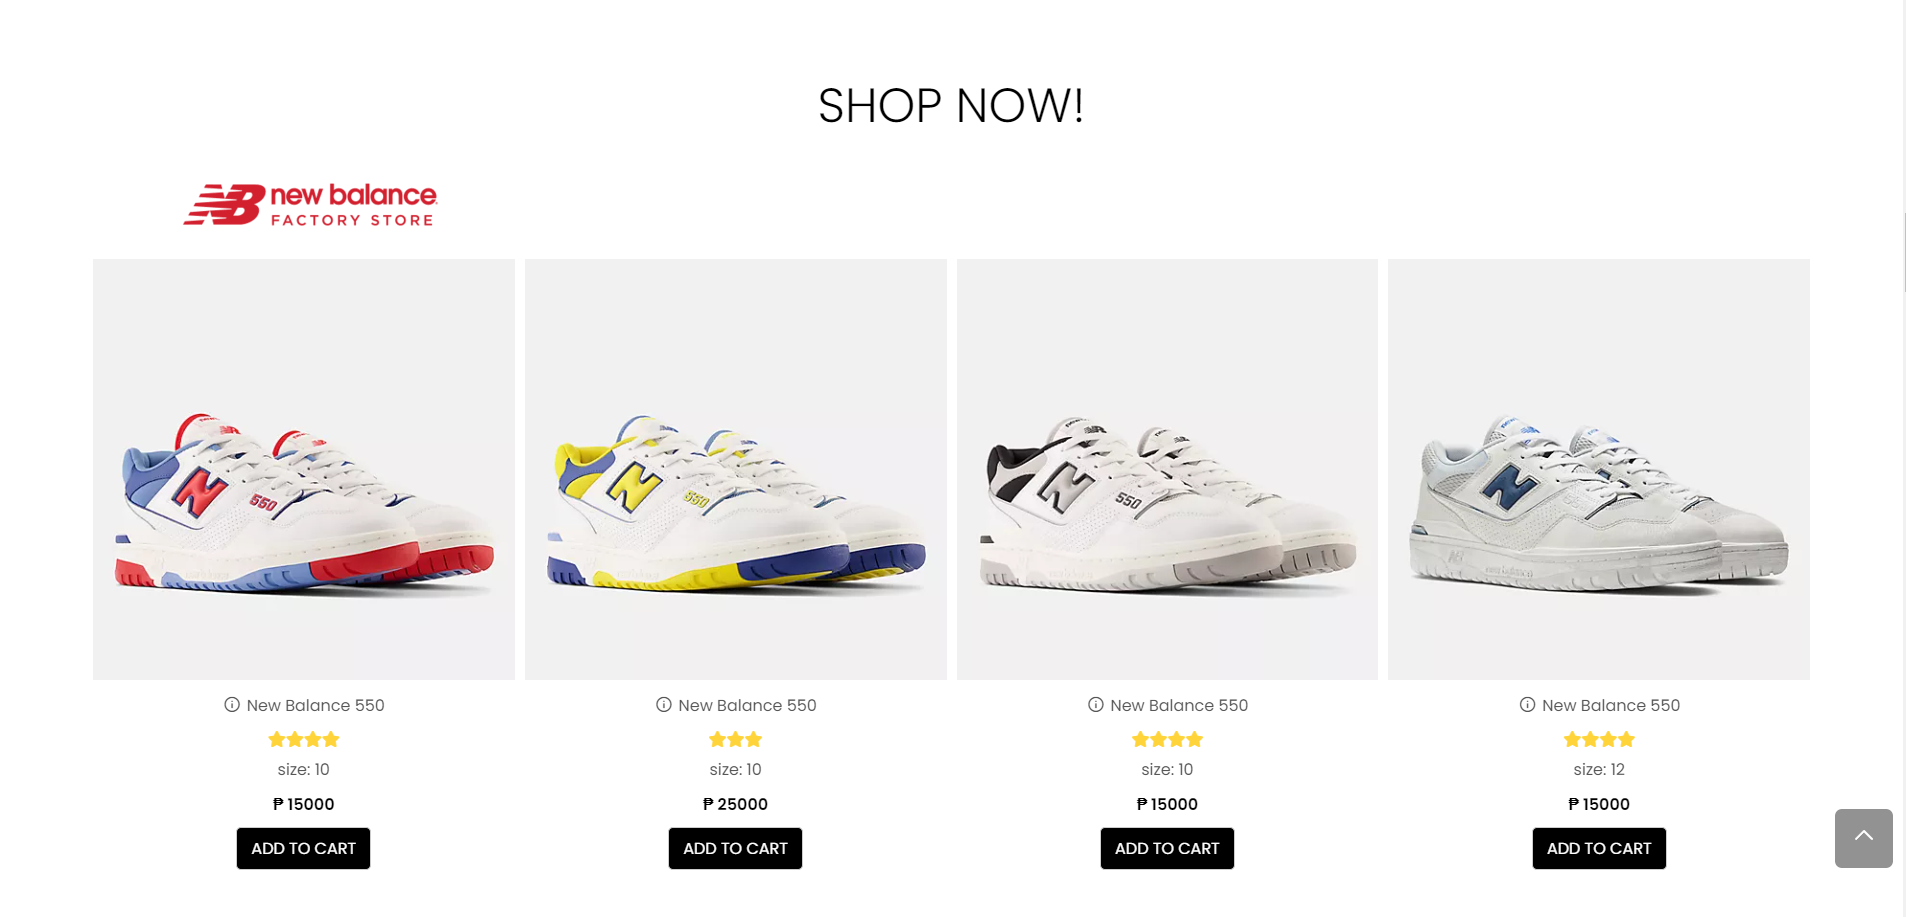 SHOP NOW!
new balance
FACTORY STORE
550
550
550
New Balance 550
size: 10
₱ 15000
ADD TO CART
New Balance 550
size: 10
₱ 25000
ADD TO CART
New Balance 550
size: 10
₱ 15000
ADD TO CART
New Balance 550
size: 12
₱ 15000
ADD TO CART